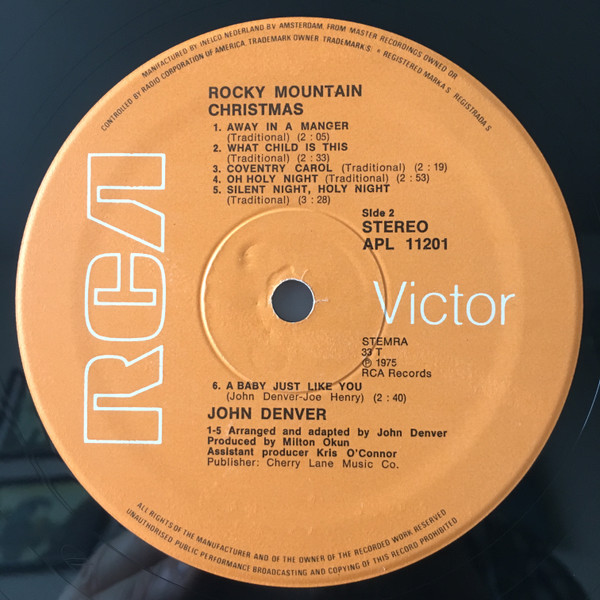 MANUFACTURED BY INELCO NEDERLAND BV AMSTERDAM, FROM MASTER RECORDINGS OWNED OR
CONTROLLED BY RADIO CORPORATION OF AMERICA, TRADEMARK OWNER. TRADEMARK S: ® REGISTERED MARKA S REGISTRADA S
ROCKY MOUNTAIN
CHRISTMAS
1. AWAY IN A MANGER
(Traditional) (2 : 05)
2. WHAT CHILD IS THIS
(Traditional) (2 : 33)
3. COVENTRY CAROL (Traditional) (2 : 19)
4. OH HOLY NIGHT (Traditional) (2 : 53)
5. SILENT NIGHT, HOLY NIGHT
(Traditional) (3 : 28)
Side 2
STEREO
APL 11201
RCA
Victor
STEMRA
33 T
℗ 1975
RCA Records
6. A BABY JUST LIKE YOU
(John Denver-Joe Henry) (2 : 40)
JOHN DENVER
1-5 Arranged and adapted by John Denver
Produced by Milton Okun
Assistant producer Kris O'Connor
Publisher: Cherry Lane Music Co.
ALL RIGHTS OF THE MANUFACTURER AND OF THE OWNER OF THE RECORDED WORK RESERVED
UNAUTHORISED PUBLIC PERFORMANCE BROADCASTING AND COPYING OF THIS RECORD PROHIBITED